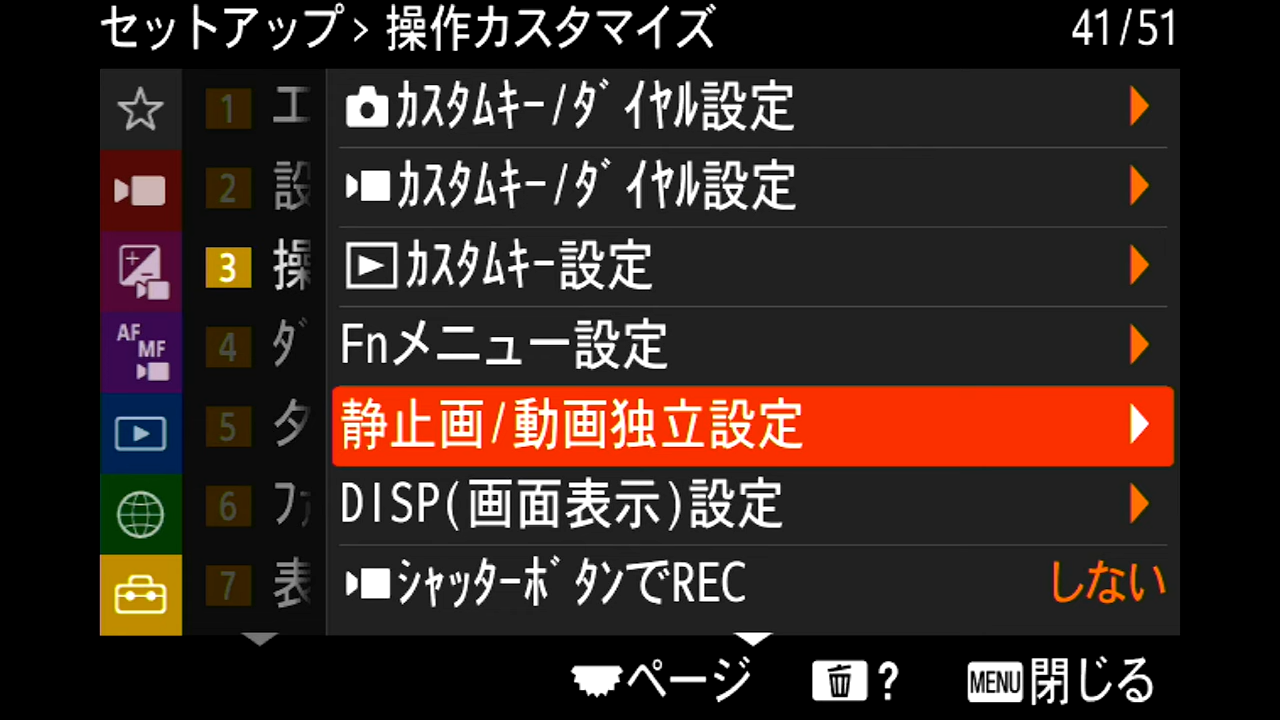 セットアップ> 操作カスタマイズ 41/51
1 エ
2 設
3 操
4 ダ
5 タ
6 ファ
7 表
AF
MF
カスタムキー/ダイヤル設定
カスタムキー/ダイヤル設定
カスタムキー設定
Fnメニュー設定
静止画/動画独立設定
DISP(画面表示)設定
シャッターボタンでREC しない
ページ ? MENU閉じる